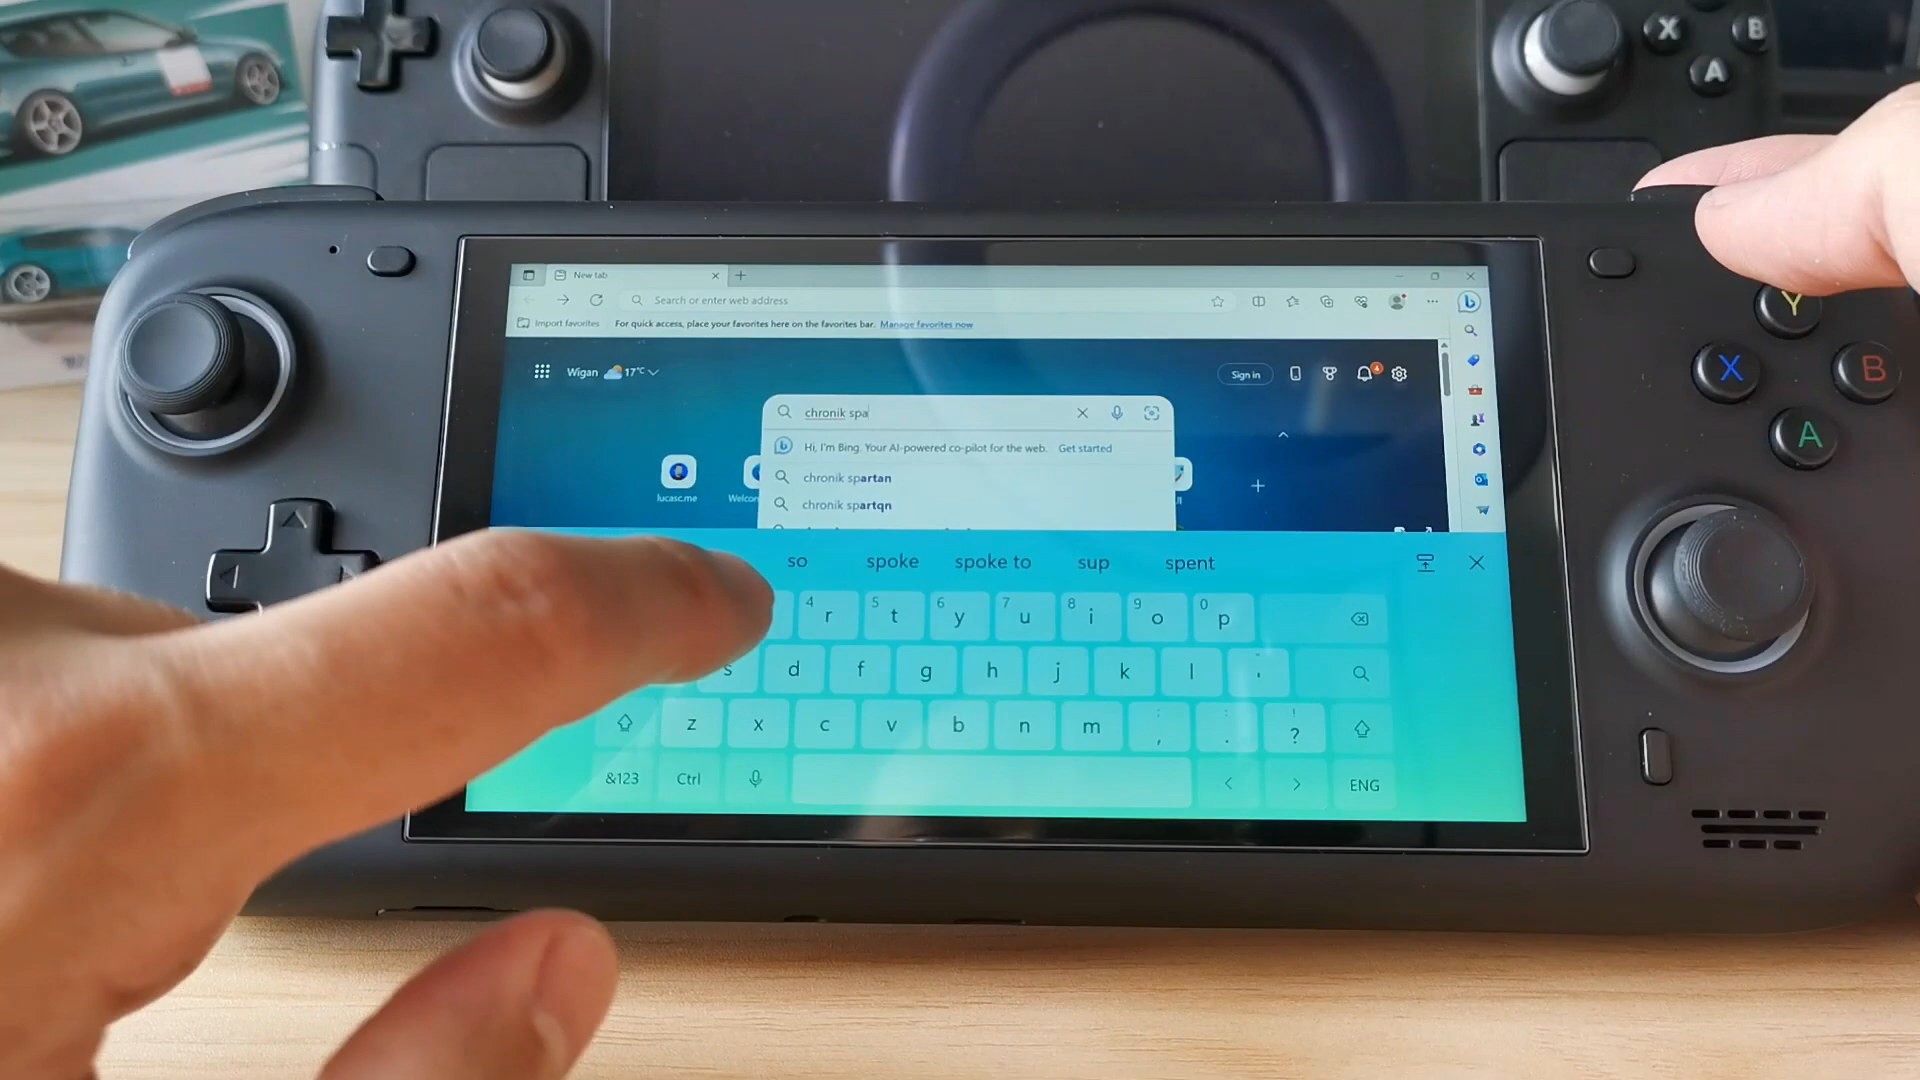 X B
A
New tab
Search or enter web address
Import favorites For quick access, place your favorites here on the favorites bar. Manage favorites now
Wigan 17°C
Sign in
4
chronik spa
Hi, I'm Bing. Your AI-powered co-pilot for the web. Get started
chronik spartan
chronik spartqn
lucasc.me
so spoke spoke to sup spent
4 r 5 t 6 y 7 u 8 i 9 o 0 p
s d f g h j k l '
z x c v b n m , . ?
&123 Ctrl < > ENG
Y
X B
A